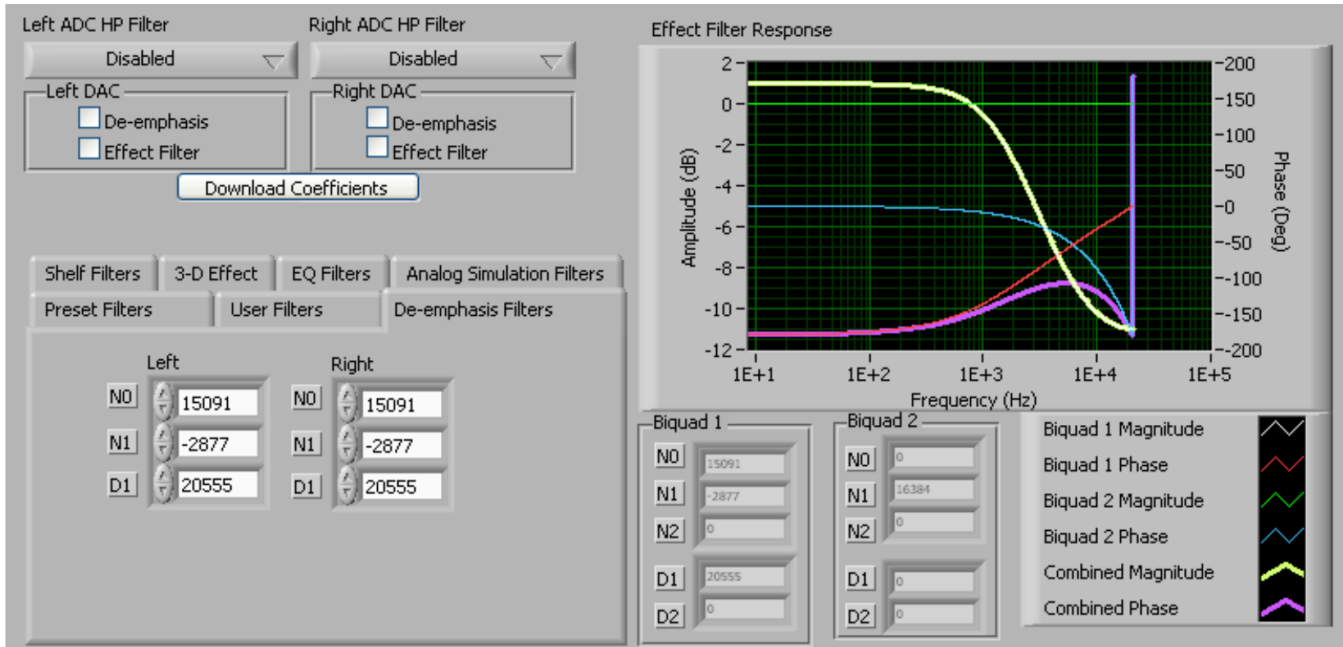 Left ADC HP Filter
Right ADC HP Filter
Disabled
Disabled
Left DAC
De-emphasis
Effect Filter
Right DAC
De-emphasis
Effect Filter
Download Coefficients
Shelf Filters
3-D Effect
EQ Filters
Analog Simulation Filters
Preset Filters
User Filters
De-emphasis Filters
Left
N0 15091
N1 -2877
D1 20555
Right
N0 15091
N1 -2877
D1 20555
Effect Filter Response
Amplitude (dB)
2
0
-2
-4
-6
-8
-10
-12
200
150
100
50
0
-50
-100
-150
-200
Phase (Deg)
1E+1 1E+2 1E+3 1E+4 1E+5
Frequency (Hz)
Biquad 1
N0 15091
N1 -2877
N2 0
D1 20555
D2 0
Biquad 2
N0 0
N1 16384
N2 0
D1 0
D2 0
Biquad 1 Magnitude
Biquad 1 Phase
Biquad 2 Magnitude
Biquad 2 Phase
Combined Magnitude
Combined Phase